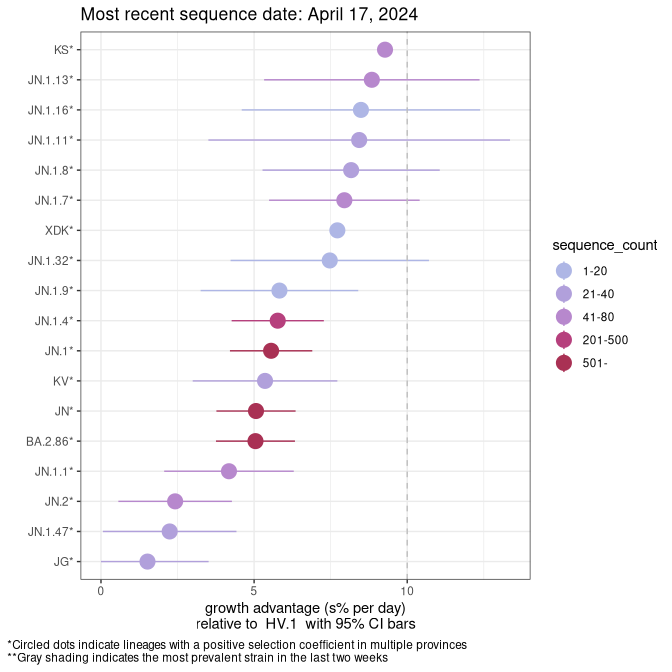 Most recent sequence date: April 17, 2024
KS*
JN.1.13*
JN.1.16*
JN.1.11*
JN.1.8*
JN.1.7*
XDK*
JN.1.32*
JN.1.9*
JN.1.4*
JN.1*
KV*
JN*
BA.2.86*
JN.1.1*
JN.2*
JN.1.47*
JG*
0 5 10
growth advantage (s% per day)
relative to HV.1 with 95% CI bars
sequence_count
1-20
21-40
41-80
201-500
501-
*Circled dots indicate lineages with a positive selection coefficient in multiple provinces
**Gray shading indicates the most prevalent strain in the last two weeks